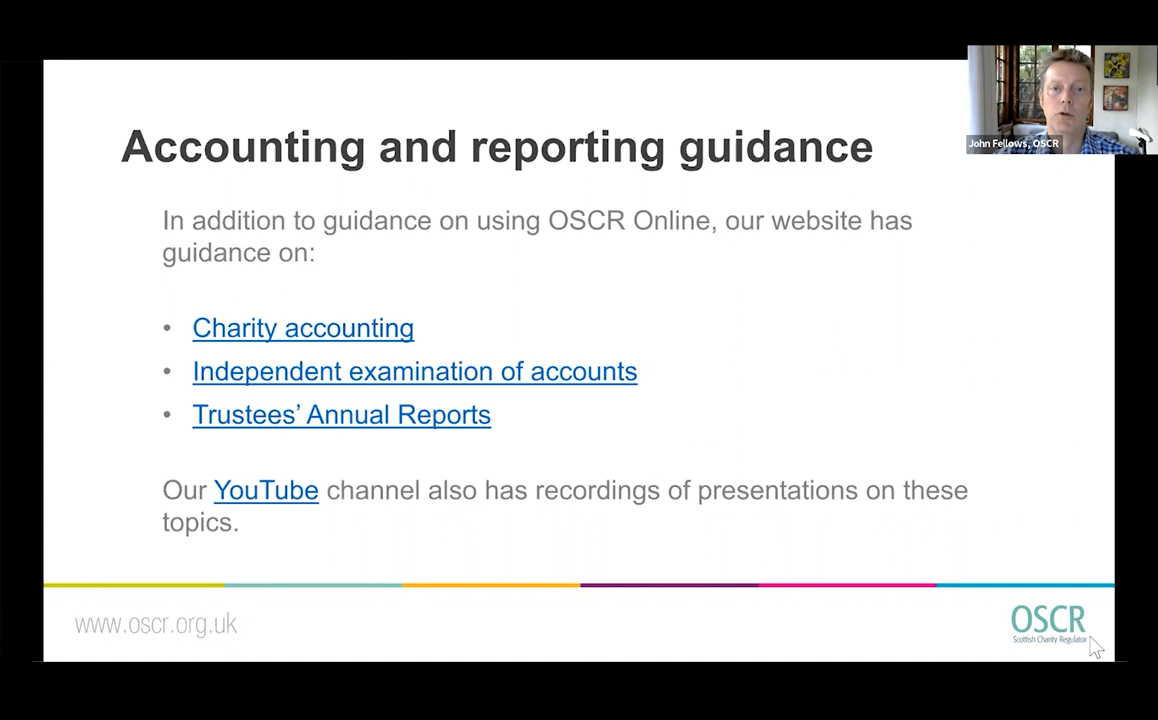 Accounting and reporting guidance
John Fellows, OSCR
In addition to guidance on using OSCR Online, our website has
guidance on:
• Charity accounting
• Independent examination of accounts
• Trustees’ Annual Reports
Our YouTube channel also has recordings of presentations on these
topics.
www.oscr.org.uk
OSCR
Scottish Charity Regulator